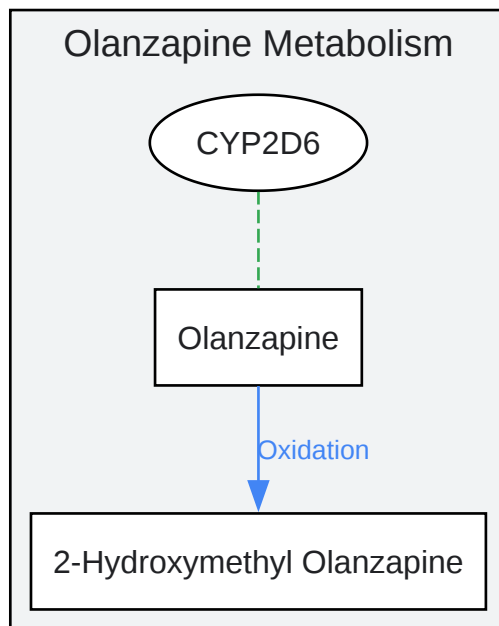 Olanzapine Metabolism
CYP2D6
Olanzapine
Oxidation
2-Hydroxymethyl Olanzapine